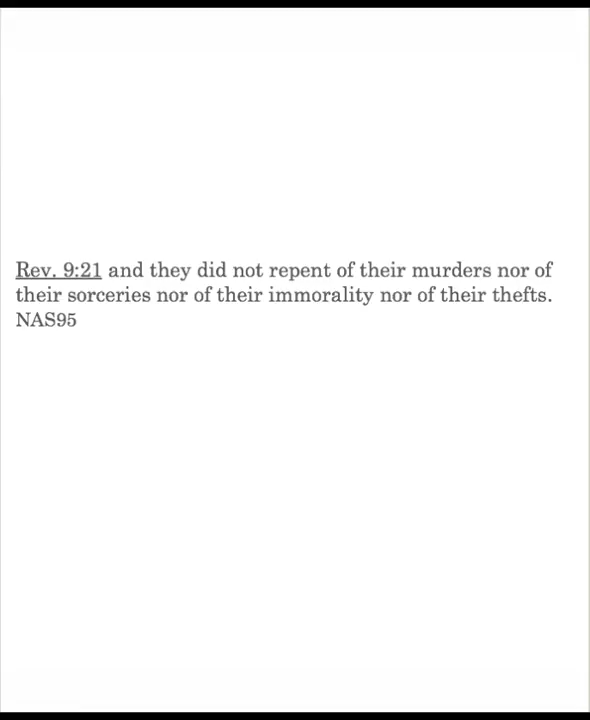 Rev. 9:21 and they did not repent of their murders nor of
their sorceries nor of their immorality nor of their thefts.
NAS95